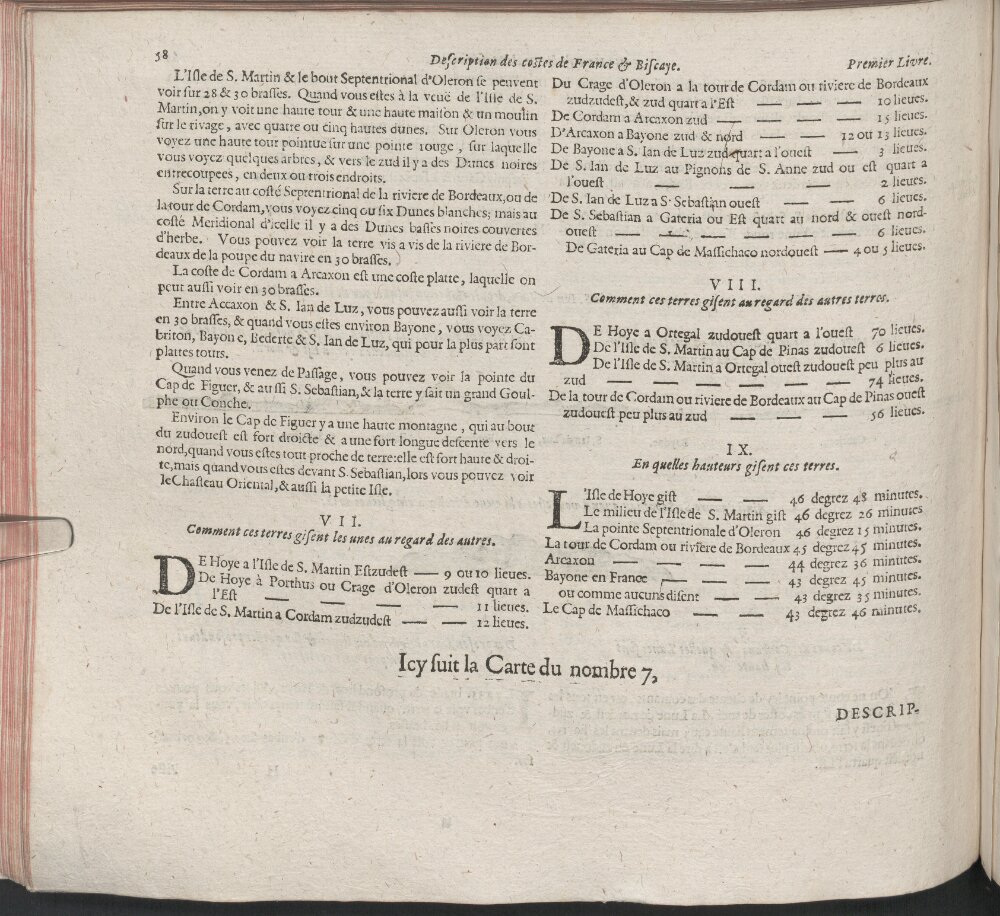 58
Description des costes de France & Biscaye.
Premier Livre.
L'Isle de S. Martin & le bout Septentrional d'Oleron se peuvent
voir sur 28 & 30 brasses. Quand vous estes à la veuë de l'Isle de S.
Martin, on y voit une haute tour & une haute maison & un moulin
sur le rivage, avec quatre ou cinq hautes dunes. Sur Oleron vous
voyez une haute tour pointue sur une pointe rouge, sur laquelle
vous voyez quelques arbres, & vers le zud il y a des Dunes noires
entrecoupees, en deux ou trois endroits.
Sur la terre au costé Septentrional de la riviere de Bordeaux, ou de
la tour de Cordam, vous voyez cinq ou six Dunes blanches; mais au
costé Meridional d'icelle il y a des Dunes basses noires couvertes
d'herbe. Vous pouvez voir la terre vis a vis de la riviere de Bor-
deaux de la poupe du navire en 30 brasses.
La coste de Cordam a Arcaxon est une coste platte, laquelle on
peut aussi voir en 30 brasses.
Entre Accaxon & S. Ian de Luz, vous pouvez aussi voir la terre
en 30 brasses, & quand vous estes environ Bayone, vous voyez Ca-
briton, Bayone, Bederte & S. Ian de Luz, qui pour la plus part sont
plattes tours.
Quand vous venez de Passage, vous pouvez voir la pointe du
Cap de Figuer, & aussi S. Sebastian, & la terre y fait un grand Goul-
phe ou Conche.
Environ le Cap de Figuer y a une haute montagne, qui au bout
du zudouest est fort droicte & a une fort longue descente vers le
nord, quand vous estes tout proche de terre: elle est fort haute & droi-
te, mais quand vous estes devant S. Sebastian, lors vous pouvez voir
le Chasteau Oriental, & aussi la petite Isle.
VII.
Comment ces terres gisent les unes au regard des autres.
DE Hoye a l'Isle de S. Martin Estzudest — 9 ou 10 lieues.
De Hoye à Porthus ou Crage d'Oleron zudest quart a
l'Est — — — — — 11 lieues.
De l'Isle de S. Martin a Cordam zudzudest — — 12 lieues.
Du Crage d'Oleron a la tour de Cordam ou riviere de Bordeaux
zudzudest, & zud quart a l'Est — — — 10 lieues.
De Cordam a Arcaxon zud — — — — 15 lieues.
D'Arcaxon a Bayone zud & nord — — 12 ou 13 lieues.
De Bayone a S. Ian de Luz zud quart a l'ouest — 3 lieues.
De S. Ian de Luz au Pignons de S. Anne zud ou est quart a
l'ouest — — — — 2 lieues.
De S. Ian de Luz a S. Sebastian ouest — — 6 lieues.
De S. Sebastian a Gateria ou Est quart au nord & ouest nord-
ouest — — — — — 6 lieues.
De Gateria au Cap de Massichaco nordouest — 4 ou 5 lieues.
VIII.
Comment ces terres gisent au regard des autres terres.
DE Hoye a Ortegal zudouest quart a l'ouest 70 lieues.
De l'Isle de S. Martin au Cap de Pinas zudouest 6 lieues.
De l'Isle de S. Martin a Ortegal ouest zudouest peu plus au
zud — — — — — — 74 lieues.
De la tour de Cordam ou riviere de Bordeaux au Cap de Pinas ouest
zudouest peu plus au zud — — — 56 lieues.
IX.
En quelles hauteurs gisent ces terres.
L'Isle de Hoye gist — — 46 degrez 48 minutes.
Le milieu de l'Isle de S. Martin gist 46 degrez 26 minutes
La pointe Septentrionale d'Oleron 46 degrez 15 minutes.
La tour de Cordam ou riviere de Bordeaux 45 degrez 45 minutes.
Arcaxon — — — — 44 degrez 36 minutes.
Bayone en France — — — 43 degrez 45 minutes.
ou comme aucuns disent — — 43 degrez 35 minutes.
Le Cap de Massichaco — — 43 degrez 46 minutes.
Icy suit la Carte du nombre 7,
DESCRIP-